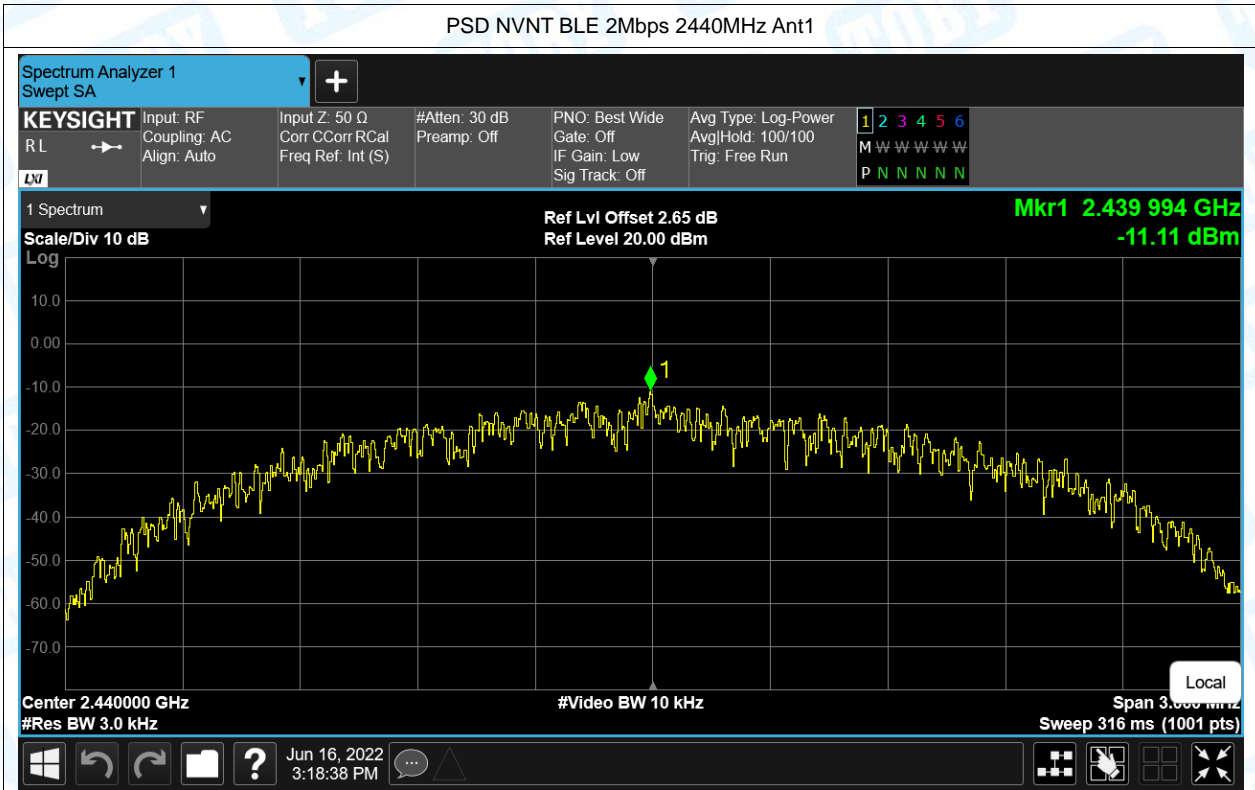 PSD NVNT BLE 2Mbps 2440MHz Ant1
Spectrum Analyzer 1
Swept SA
+
KEYSIGHT
R L
LXI
Input: RF
Coupling: AC
Align: Auto
Input Z: 50 Ω
Corr CCorr RCal
Freq Ref: Int (S)
#Atten: 30 dB
Preamp: Off
PNO: Best Wide
Gate: Off
IF Gain: Low
Sig Track: Off
Avg Type: Log-Power
Avg|Hold: 100/100
Trig: Free Run
1 2 3 4 5 6
M W W W W W
P N N N N N
1 Spectrum
Scale/Div 10 dB
Log
Ref Lvl Offset 2.65 dB
Ref Level 20.00 dBm
Mkr1 2.439 994 GHz
-11.11 dBm
10.0
0.00
-10.0
-20.0
-30.0
-40.0
-50.0
-60.0
-70.0
1
Center 2.440000 GHz
#Res BW 3.0 kHz
#Video BW 10 kHz
Local
Span 3.000 MHz
Sweep 316 ms (1001 pts)
?
Jun 16, 2022
3:18:38 PM